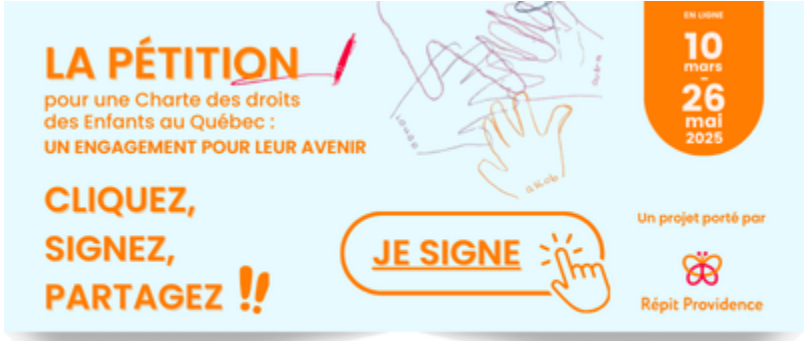 LA PÉTITION
pour une Charte des droits
des Enfants au Québec :
UN ENGAGEMENT POUR LEUR AVENIR
CLIQUEZ,
SIGNEZ,
PARTAGEZ !!
JE SIGNE
EN LIGNE
10
mars
–
26
mai
2025
Un projet porté par
Répit Providence